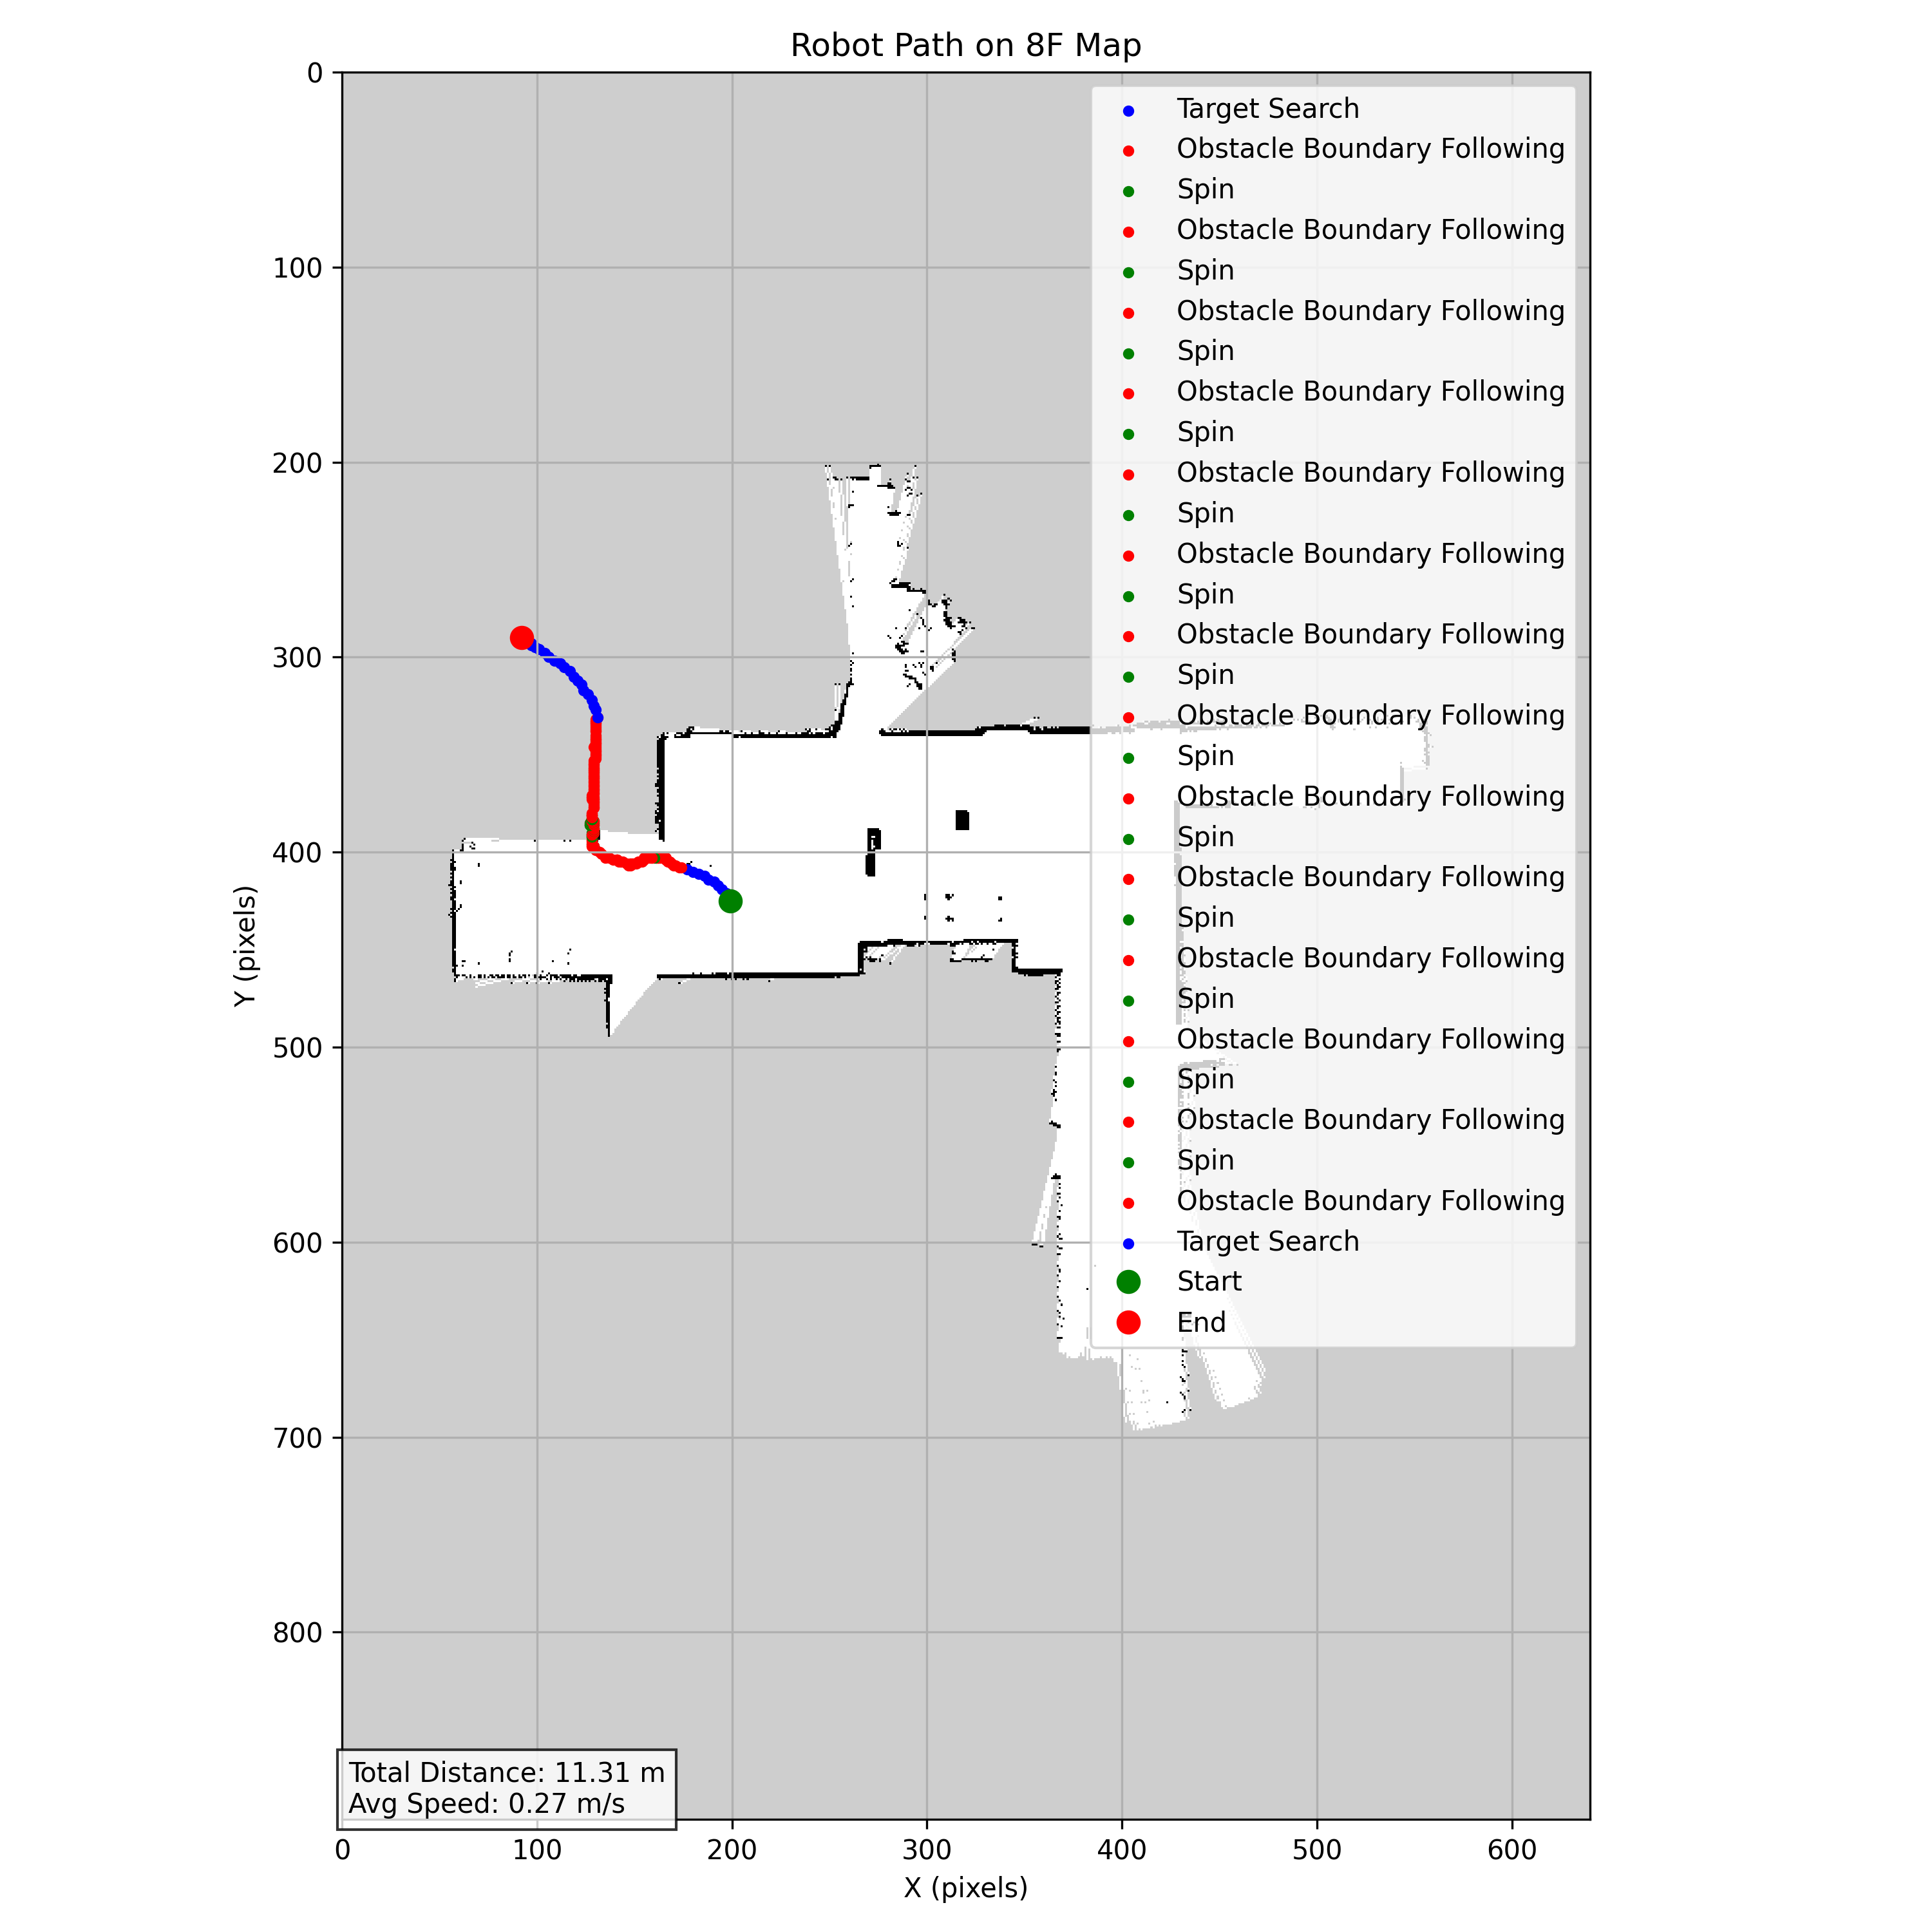 Robot Path on 8F Map
0
100
200
300
400
500
600
700
800
Y (pixels)
Target Search
Obstacle Boundary Following
Spin
Obstacle Boundary Following
Spin
Obstacle Boundary Following
Spin
Obstacle Boundary Following
Spin
Obstacle Boundary Following
Spin
Obstacle Boundary Following
Spin
Obstacle Boundary Following
Spin
Obstacle Boundary Following
Spin
Obstacle Boundary Following
Spin
Obstacle Boundary Following
Spin
Obstacle Boundary Following
Spin
Obstacle Boundary Following
Spin
Obstacle Boundary Following
Spin
Obstacle Boundary Following
Target Search
Start
End
Total Distance: 11.31 m
Avg Speed: 0.27 m/s
0 100 200 300 400 500 600
X (pixels)